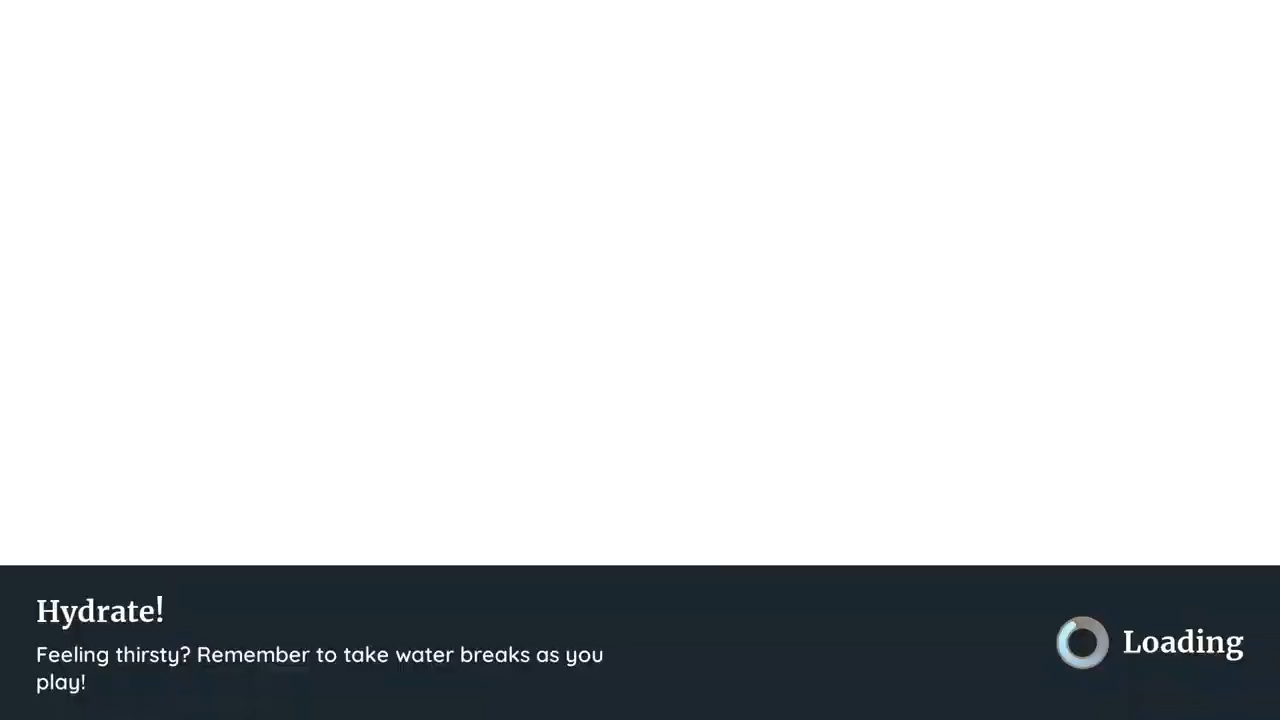 Hydrate!
Feeling thirsty? Remember to take water breaks as you
play!
Loading